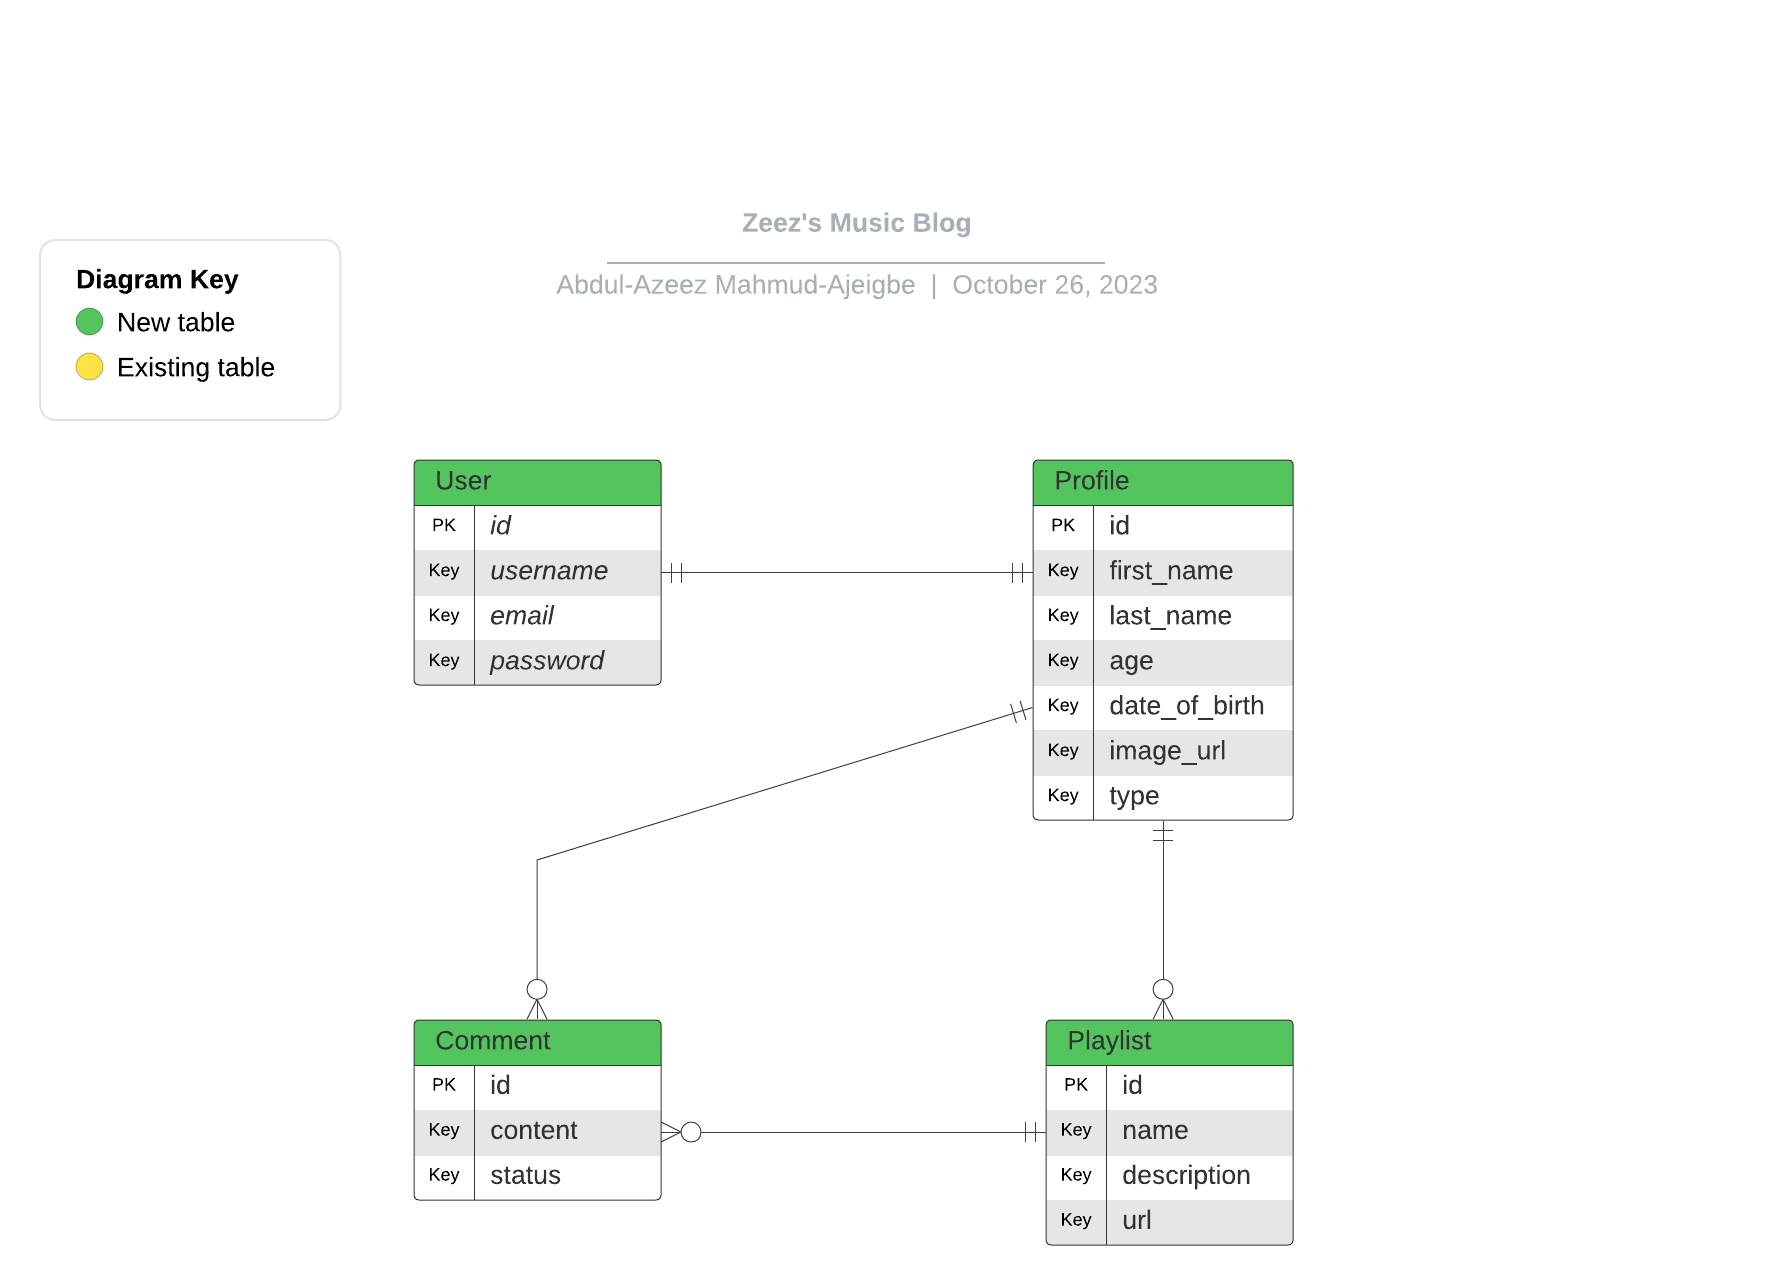 Zeez's Music Blog
Abdul-Azeez Mahmud-Ajeigbe | October 26, 2023
Diagram Key
New table
Existing table
User
PK id
Key username
Key email
Key password
Profile
PK id
Key first_name
Key last_name
Key age
Key date_of_birth
Key image_url
Key type
Comment
PK id
Key content
Key status
Playlist
PK id
Key name
Key description
Key url